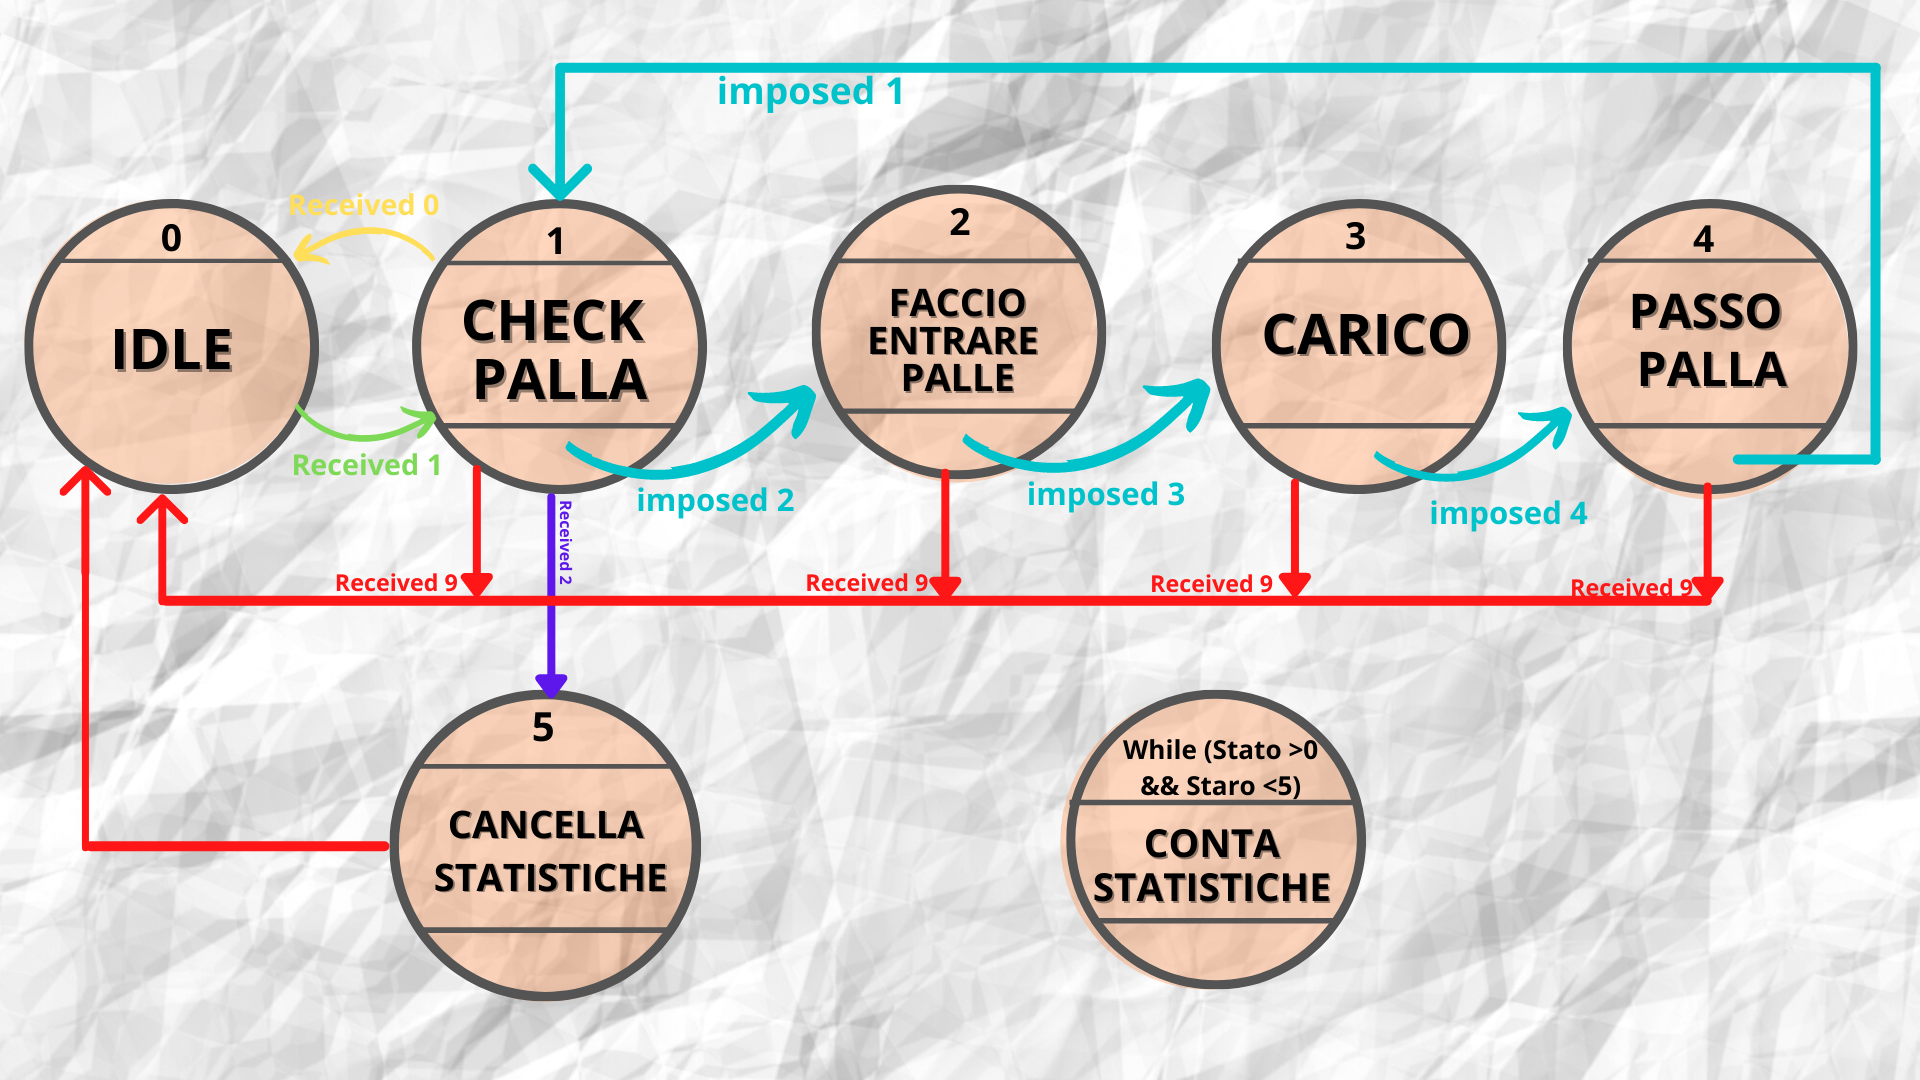 imposed 1
Received 0
0
IDLE
Received 1
1
CHECK
PALLA
imposed 2
2
FACCIO
ENTRARE
PALLE
imposed 3
3
CARICO
imposed 4
4
PASSO
PALLA
Received 9
Received 2
Received 9
Received 9
Received 9
5
CANCELLA
STATISTICHE
While (Stato >0
&& Staro <5)
CONTA
STATISTICHE